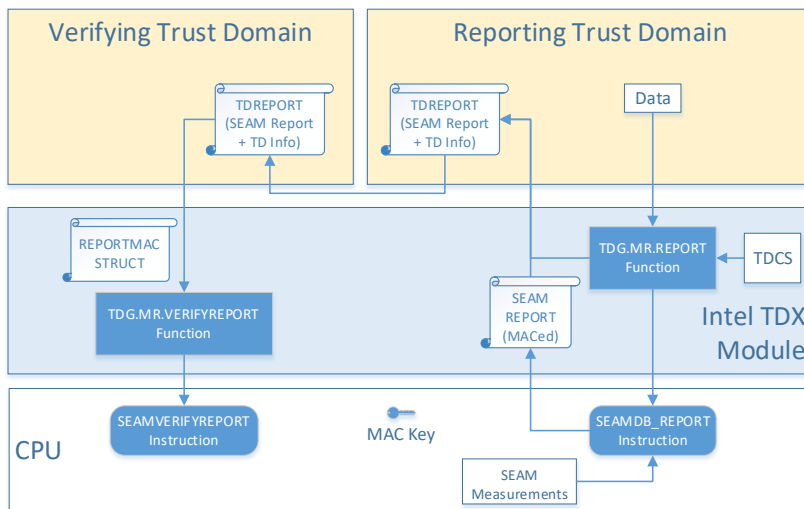 Verifying Trust Domain
Reporting Trust Domain
TDREPORT
(SEAM Report
+ TD Info)
TDREPORT
(SEAM Report
+ TD Info)
Data
REPORTMAC
STRUCT
TDG.MR.REPORT
Function
TDCS
TDG.MR.VERIFYREPORT
Function
SEAM
REPORT
(MACed)
Intel TDX
Module
CPU
SEAMVERIFYREPORT
Instruction
MAC Key
SEAMDB_REPORT
Instruction
SEAM
Measurements